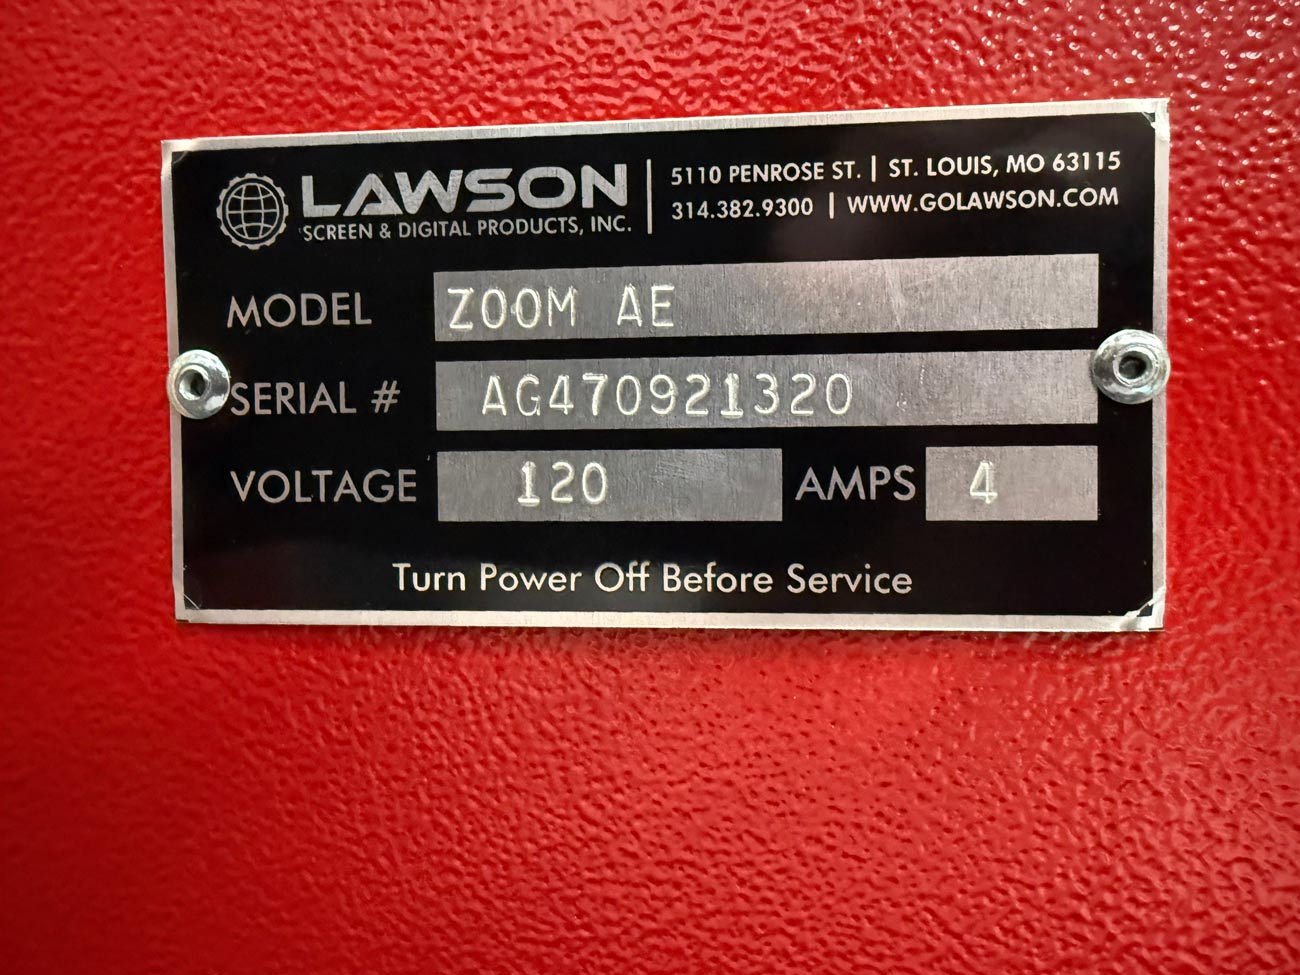 LAWSON
SCREEN & DIGITAL PRODUCTS, INC.
5110 PENROSE ST. | ST. LOUIS, MO 63115
314.382.9300 | WWW.GOLAWSON.COM
MODEL ZOOM AE
SERIAL # AG470921320
VOLTAGE 120 AMPS 4
Turn Power Off Before Service